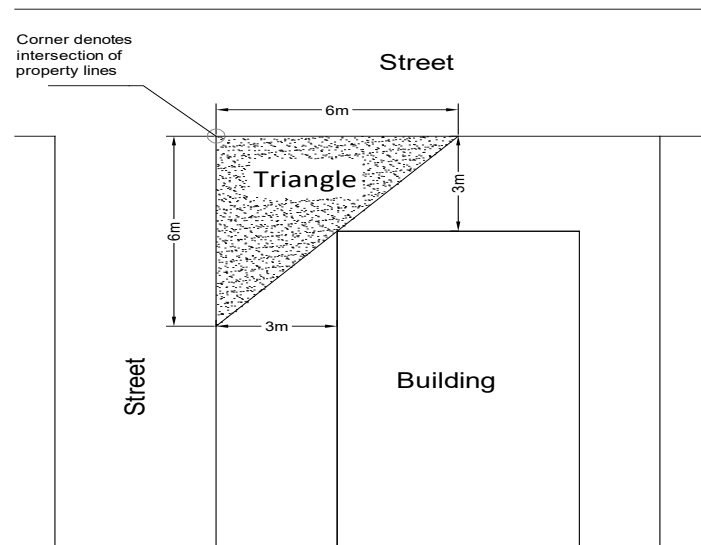 Corner denotes
intersection of
property lines
Street
6m
Triangle
3m
6m
3m
Street
Building